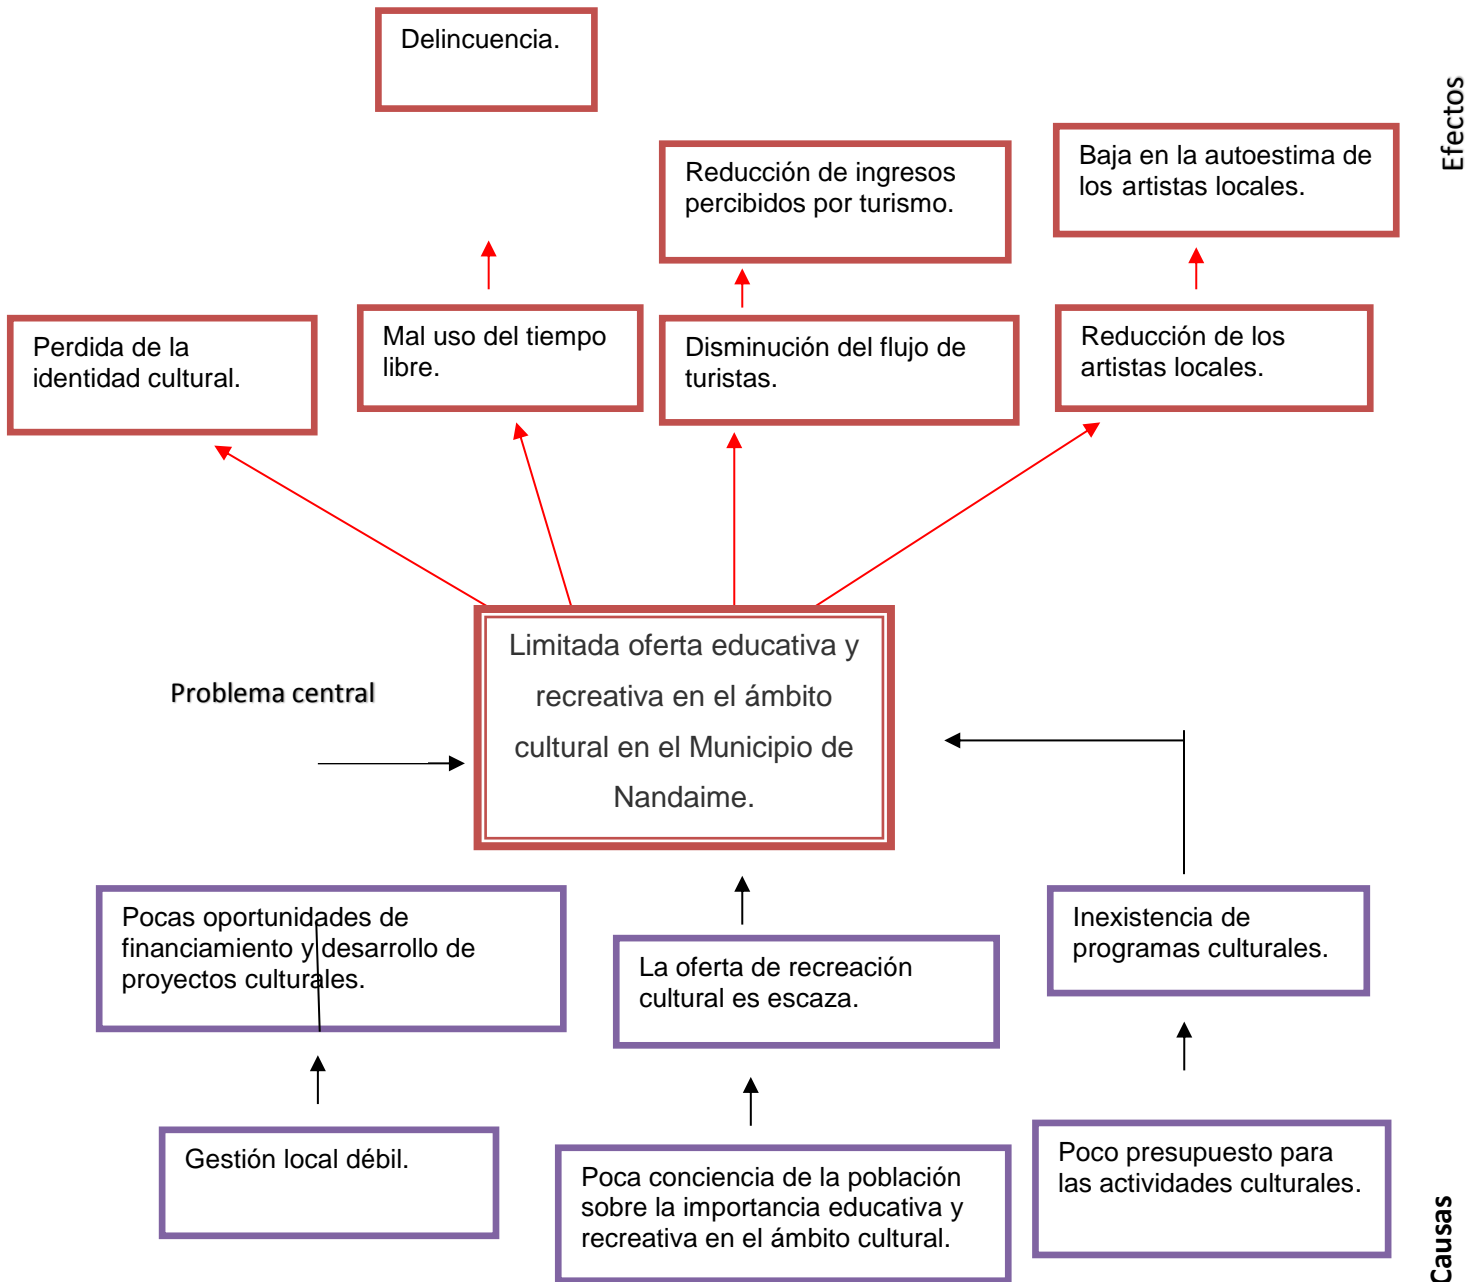 Delincuencia.
Efectos
Reducción de ingresos
percibidos por turismo.
Baja en la autoestima de
los artistas locales.
Perdida de la
identidad cultural.
Mal uso del tiempo
libre.
Disminución del flujo de
turistas.
Reducción de los
artistas locales.
Problema central
Limitada oferta educativa y
recreativa en el ámbito
cultural en el Municipio de
Nandaime.
Pocas oportunidades de
financiamiento y desarrollo de
proyectos culturales.
La oferta de recreación
cultural es escaza.
Inexistencia de
programas culturales.
Gestión local débil.
Poca conciencia de la población
sobre la importancia educativa y
recreativa en el ámbito cultural.
Poco presupuesto para
las actividades culturales.
Causas